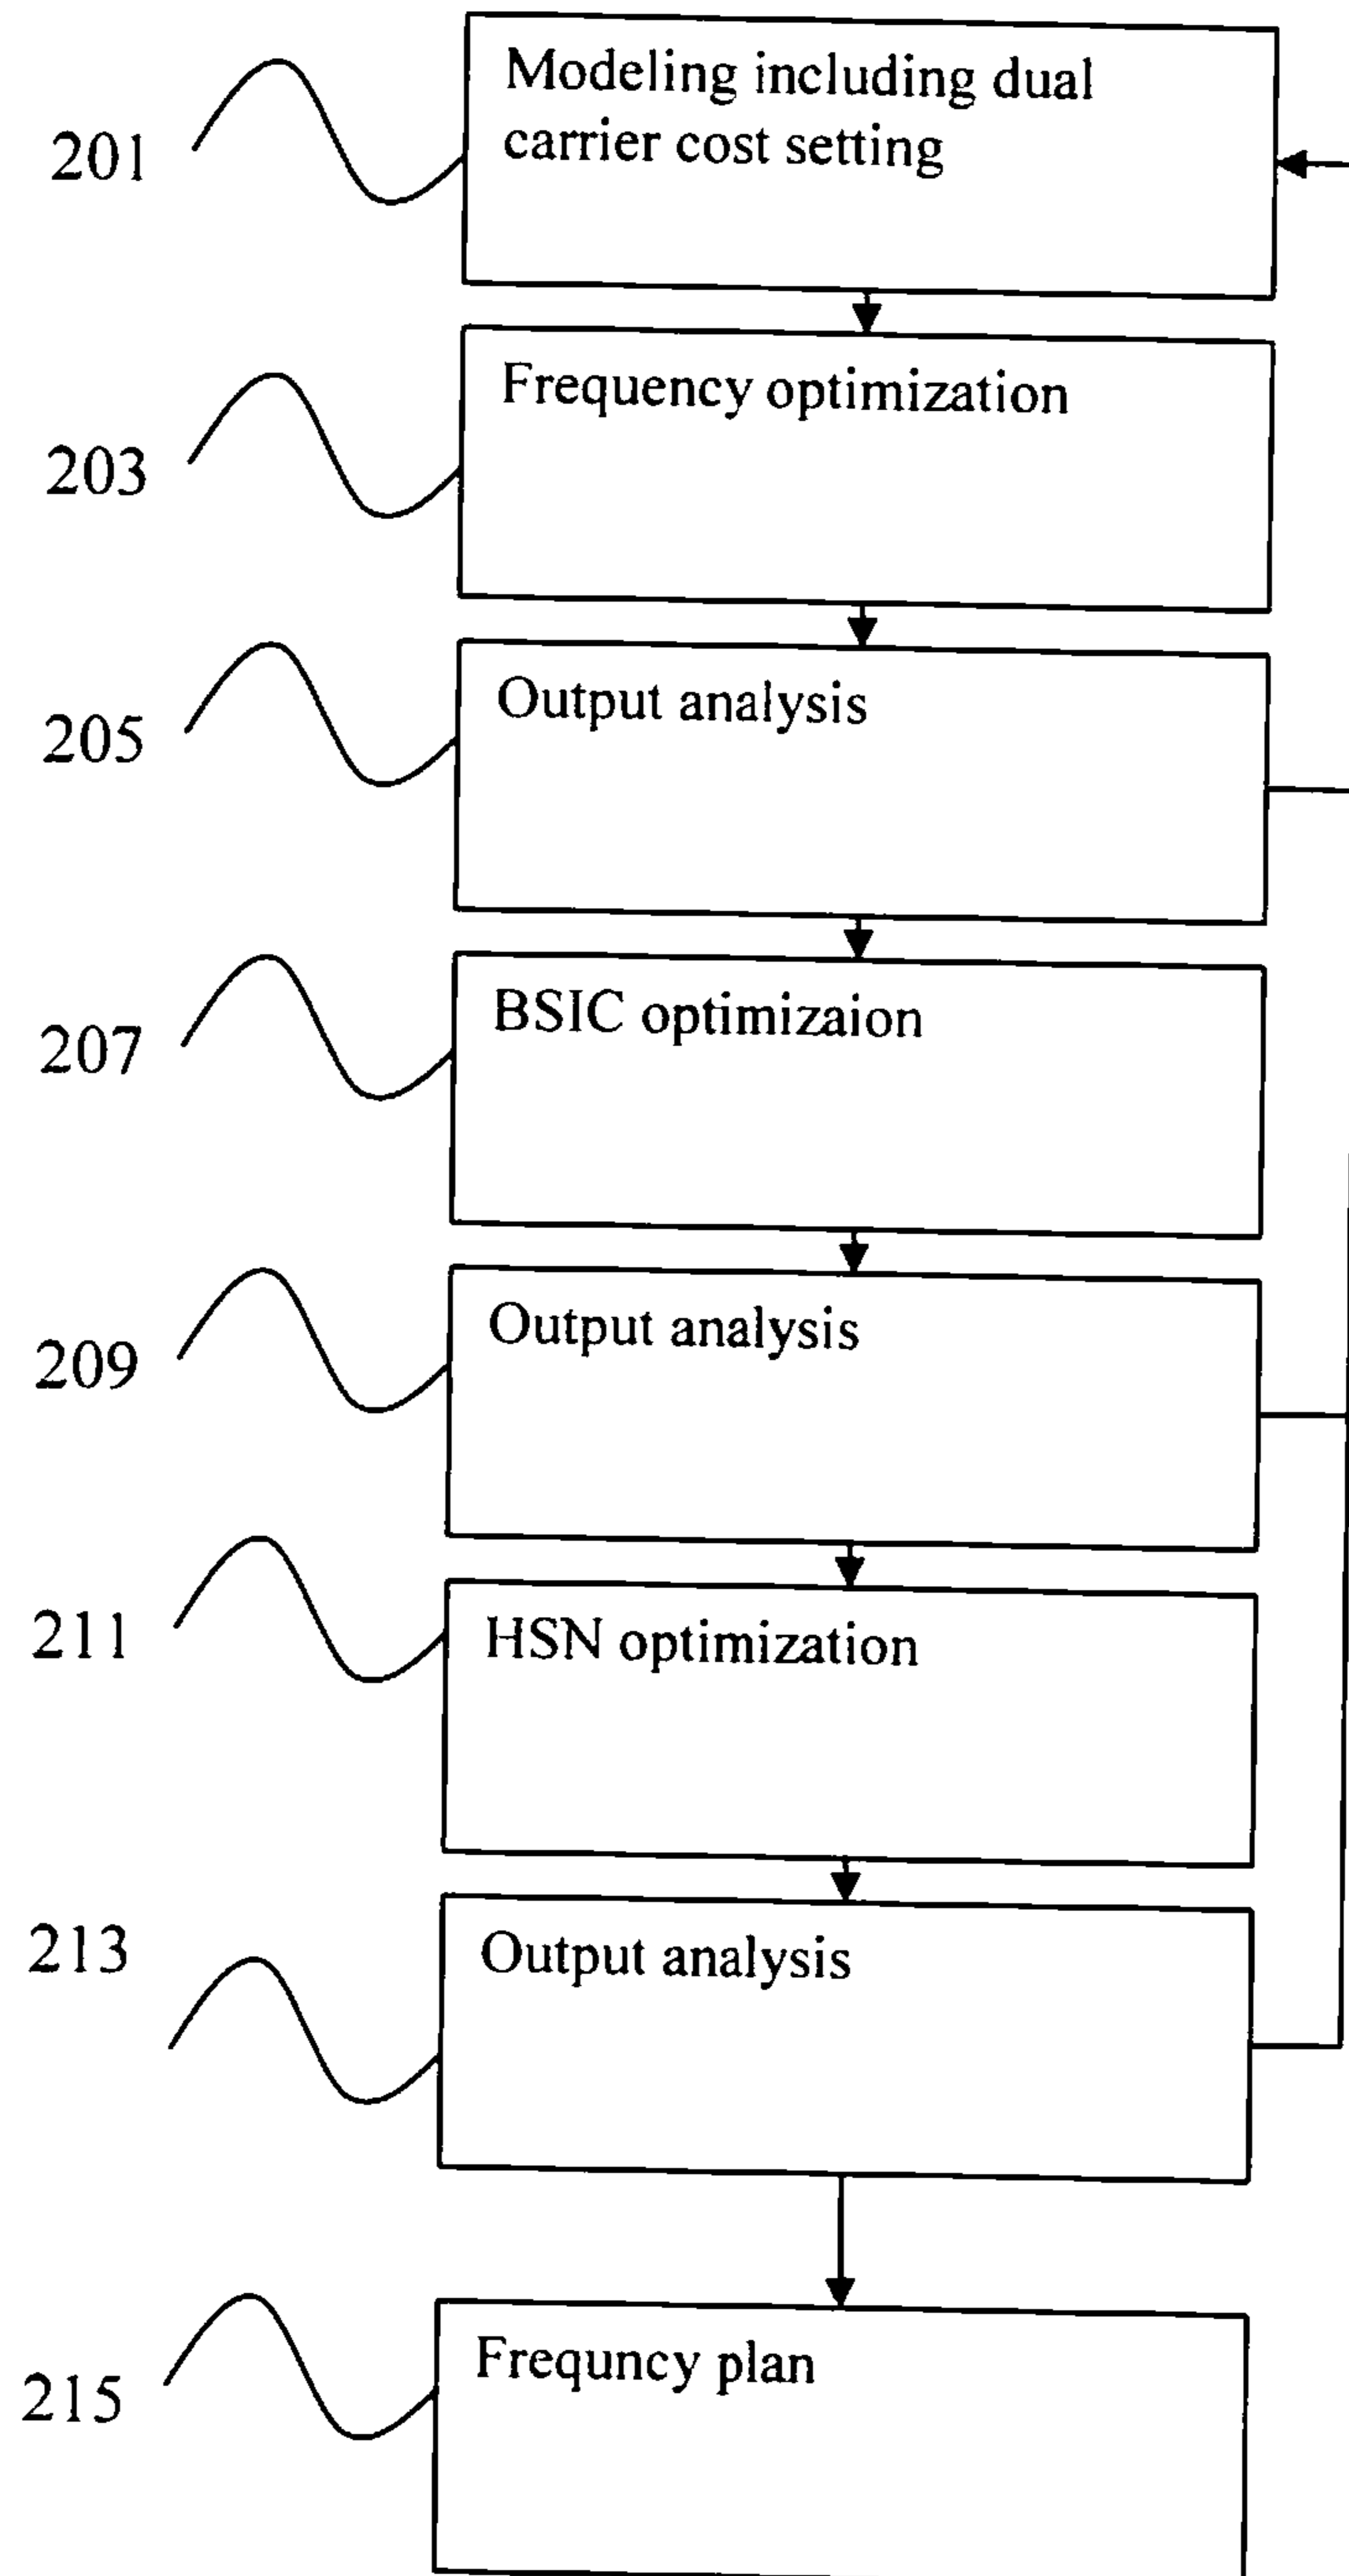 Modeling including dual
carrier cost setting
201
Frequency optimization
203
Output analysis
205
BSIC optimizaion
207
Output analysis
209
HSN optimization
211
Output analysis
213
Frequncy plan
215